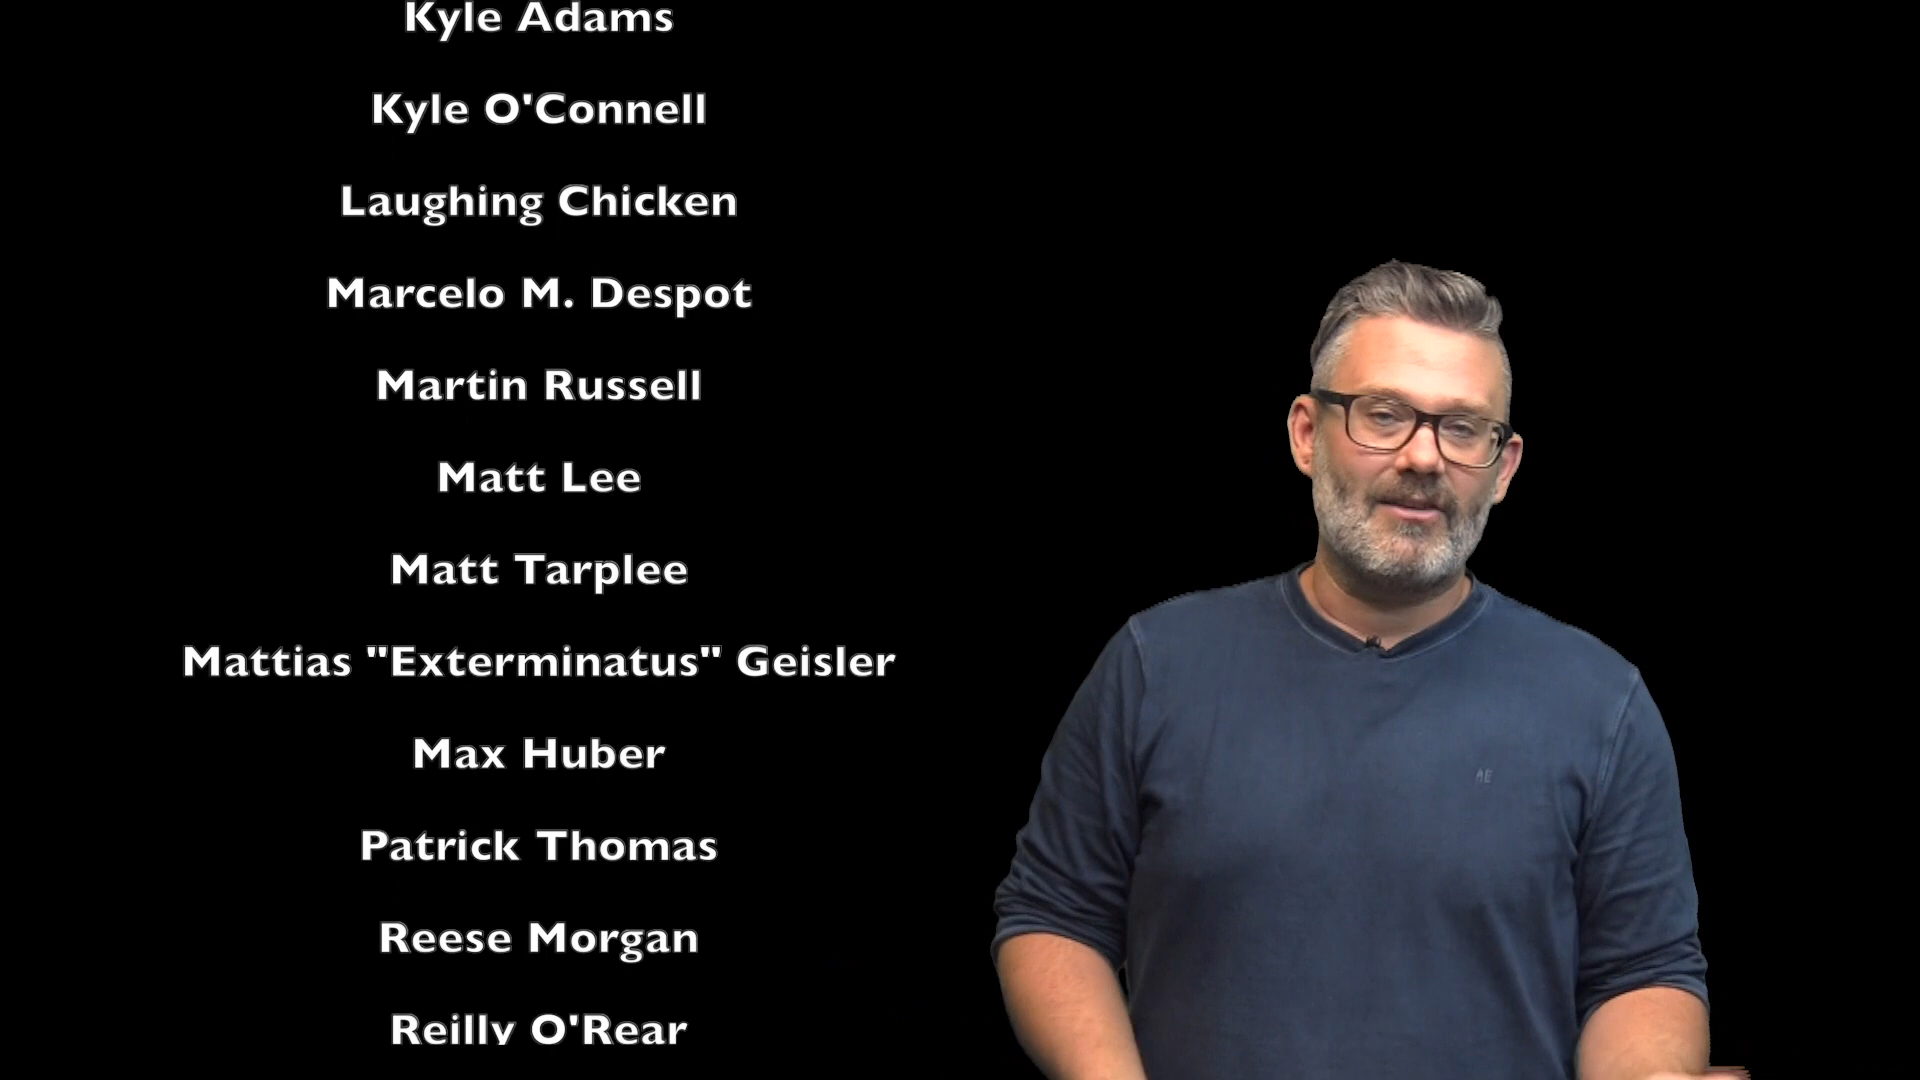 Kyle Adams
Kyle O'Connell
Laughing Chicken
Marcelo M. Despot
Martin Russell
Matt Lee
Matt Tarplee
Mattias "Exterminatus" Geisler
Max Huber
Patrick Thomas
Reese Morgan
Reilly O'Rear
AE